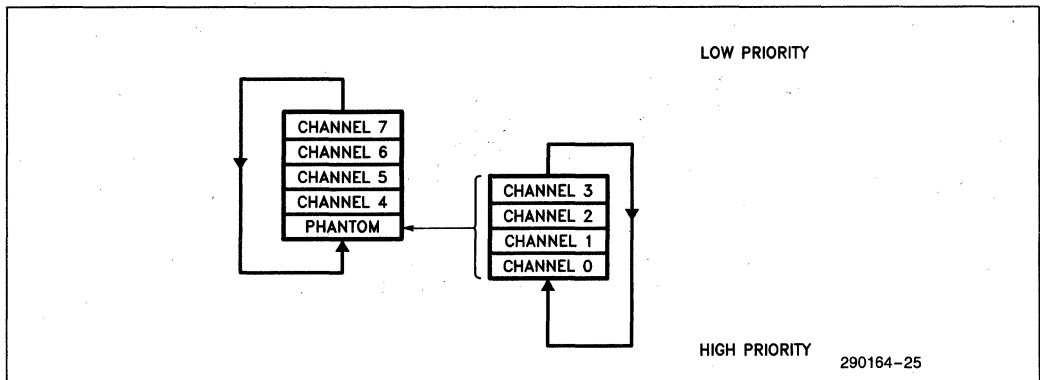 LOW PRIORITY
CHANNEL 7
CHANNEL 6
CHANNEL 5
CHANNEL 4
PHANTOM
CHANNEL 3
CHANNEL 2
CHANNEL 1
CHANNEL 0
HIGH PRIORITY
290164-25